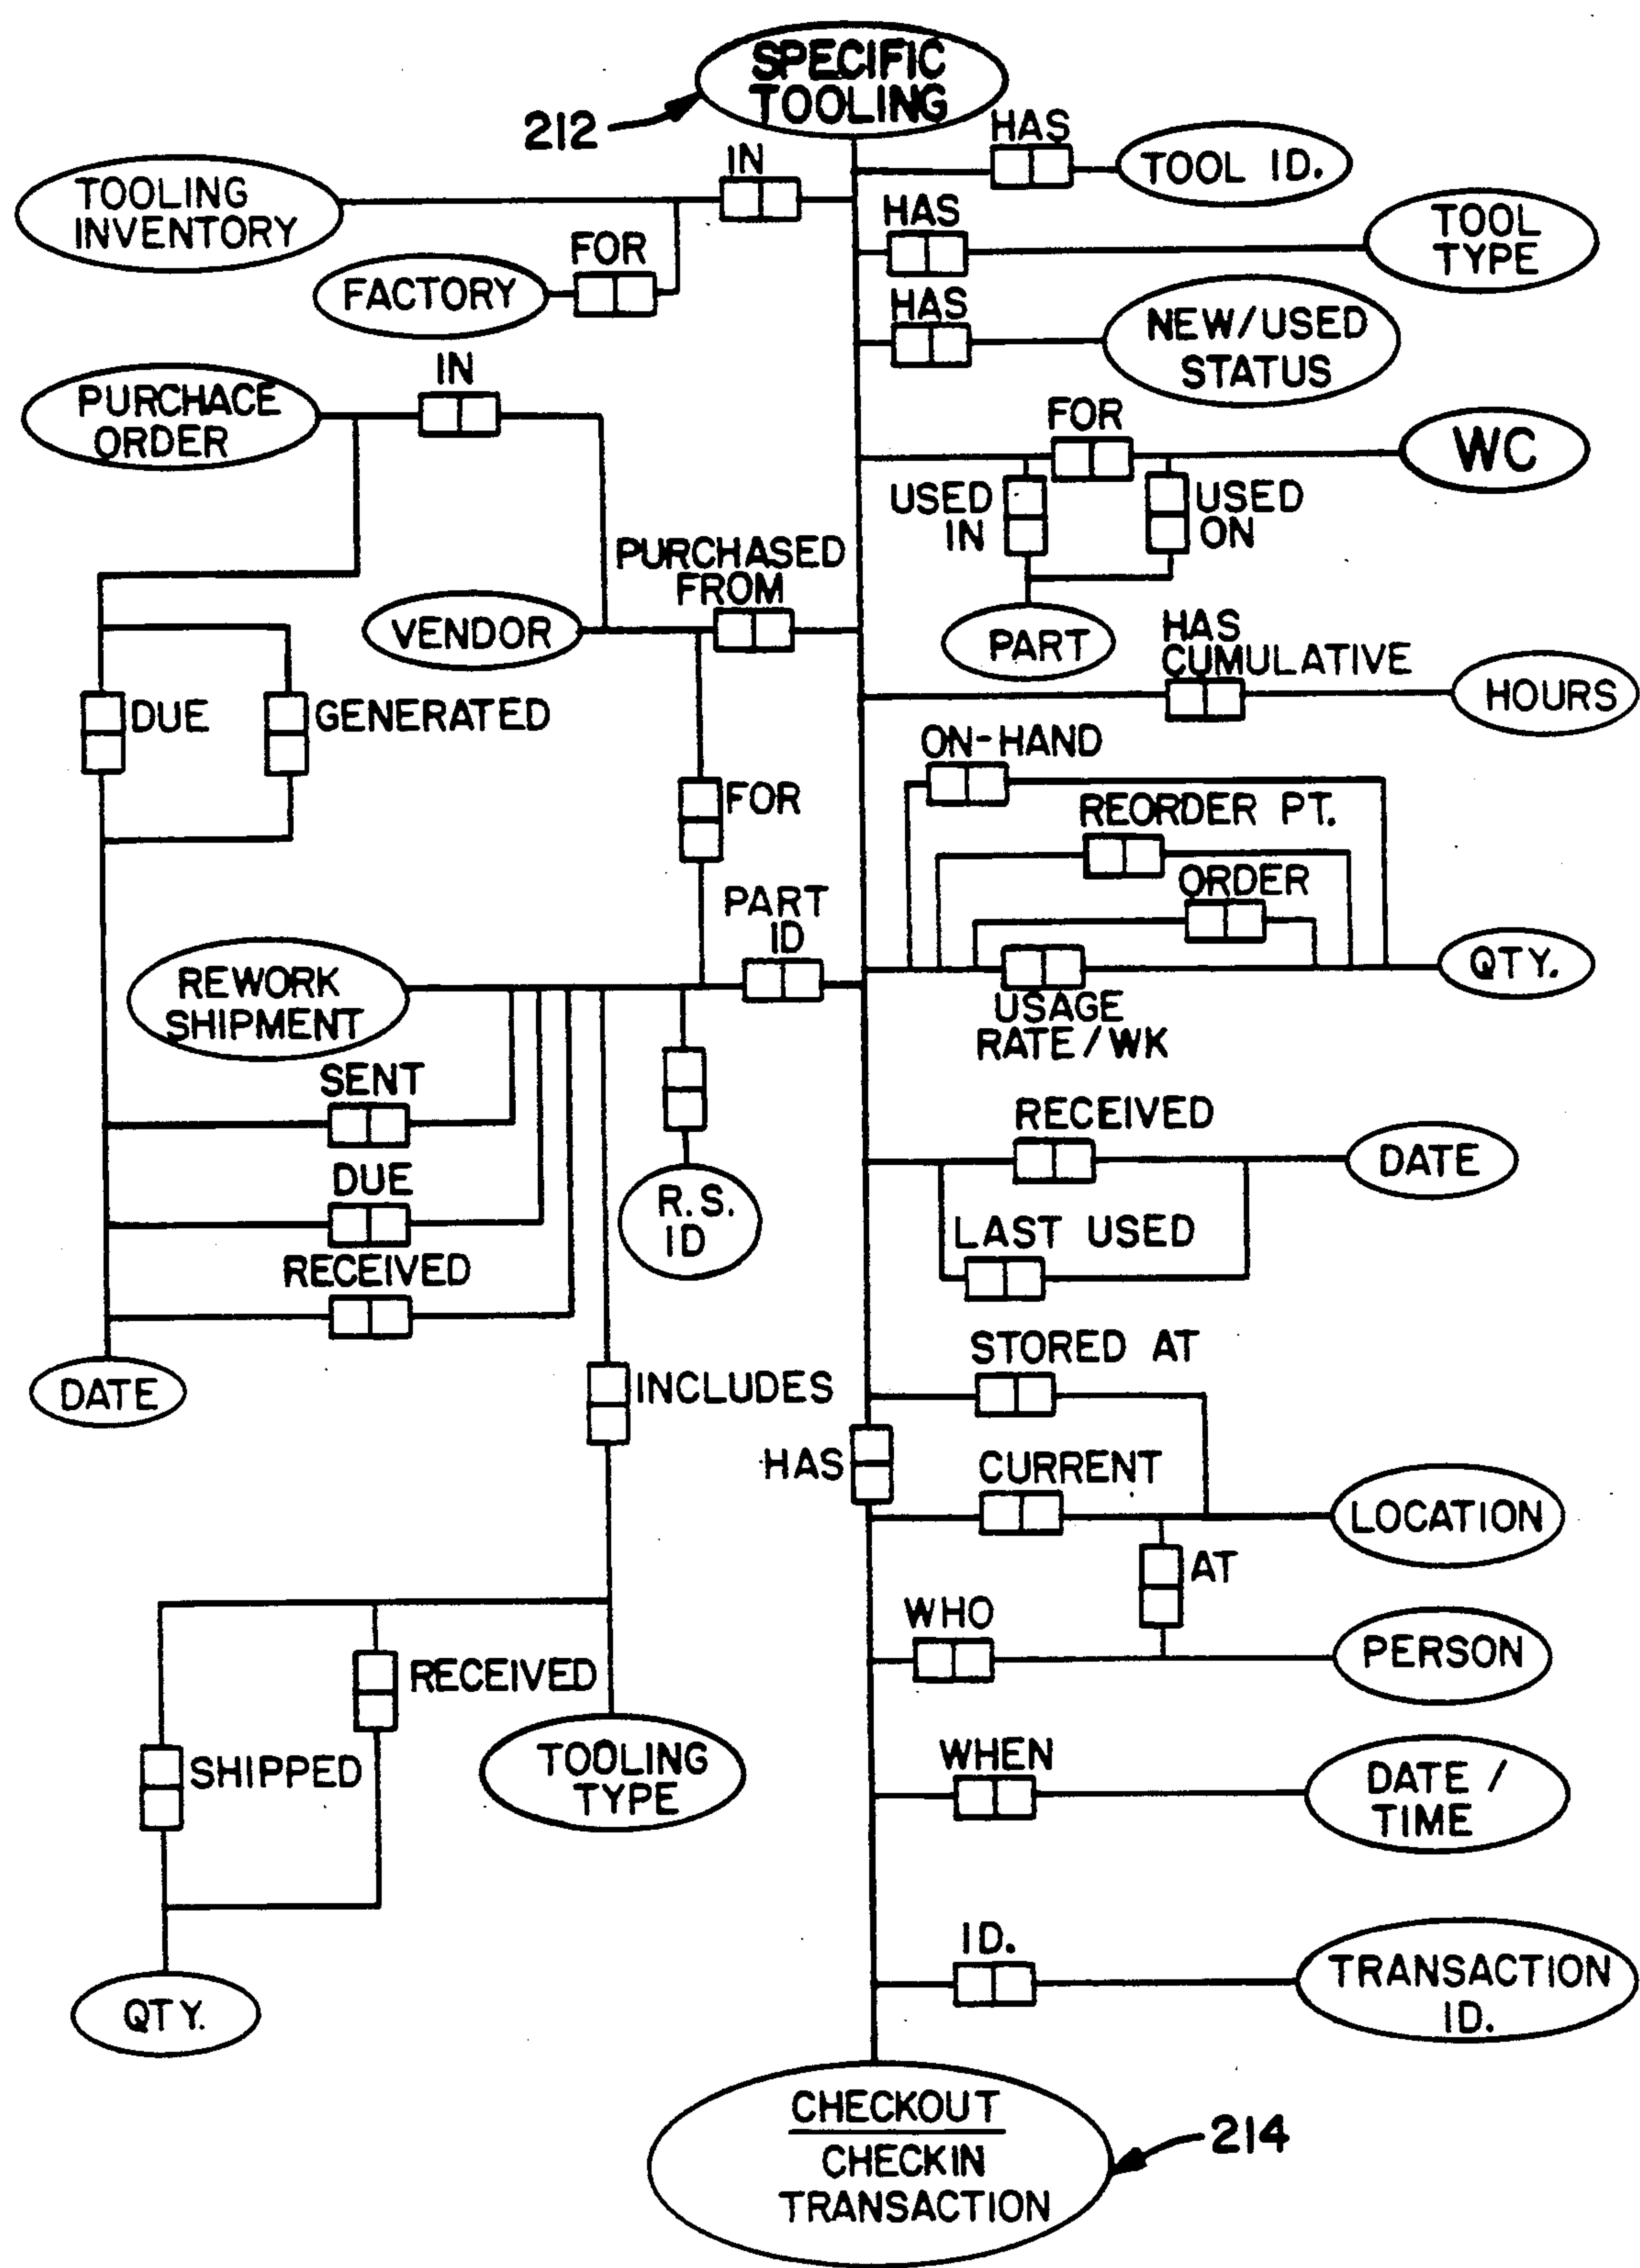 SPECIFIC
TOOLING
212
HAS
TOOL ID.
IN
TOOLING
INVENTORY
HAS
TOOL
TYPE
FOR
FACTORY
HAS
NEW/USED
STATUS
IN
PURCHACE
ORDER
FOR
WC
USED
IN
USED
ON
PURCHASED
FROM
VENDOR
PART
HAS
CUMULATIVE
HOURS
DUE
GENERATED
ON-HAND
FOR
REORDER PT.
ORDER
PART
ID
QTY.
REWORK
SHIPMENT
USAGE
RATE/WK
SENT
RECEIVED
DATE
DUE
R.S.
ID
LAST USED
RECEIVED
STORED AT
DATE
INCLUDES
HAS
CURRENT
LOCATION
AT
WHO
PERSON
RECEIVED
SHIPPED
TOOLING
TYPE
WHEN
DATE /
TIME
ID.
TRANSACTION
ID.
QTY.
CHECKOUT
CHECKIN
TRANSACTION
214